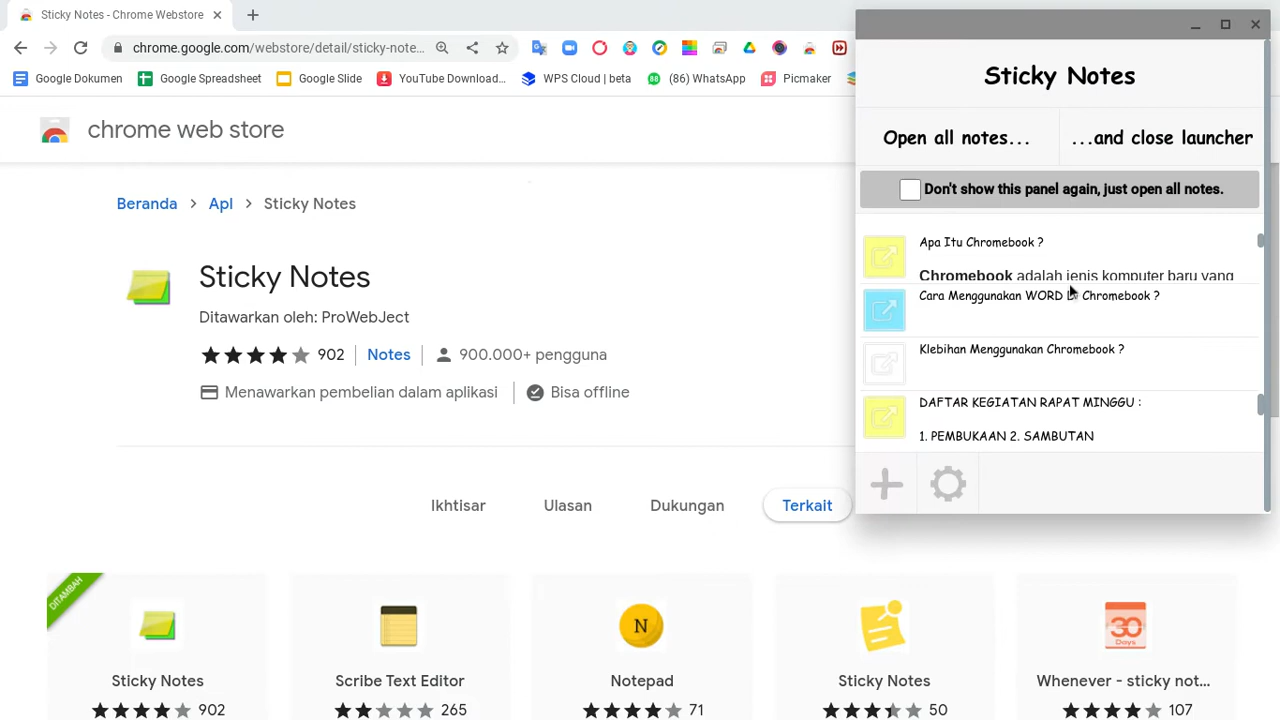 Sticky Notes - Chrome Webstore
chrome.google.com/webstore/detail/sticky-note...
Google Dokumen
Google Spreadsheet
Google Slide
YouTube Download...
WPS Cloud | beta
(86) WhatsApp
Picmaker
chrome web store
Beranda
Apl
Sticky Notes
Sticky Notes
Ditawarkan oleh: ProWebJect
902
Notes
900.000+ pengguna
Menawarkan pembelian dalam aplikasi
Bisa offline
Ikhtisar
Ulasan
Dukungan
Terkait
DITAMBAH
Sticky Notes
902
Scribe Text Editor
265
N
Notepad
71
Sticky Notes
50
30
Days
Whenever - sticky not...
107
Sticky Notes
Open all notes...
...and close launcher
Don't show this panel again, just open all notes.
Apa Itu Chromebook ?
Chromebook adalah jenis komputer baru yang
Cara Menggunakan WORD Di Chromebook ?
Klebihan Menggunakan Chromebook ?
DAFTAR KEGIATAN RAPAT MINGGU :
1. PEMBUKAAN 2. SAMBUTAN